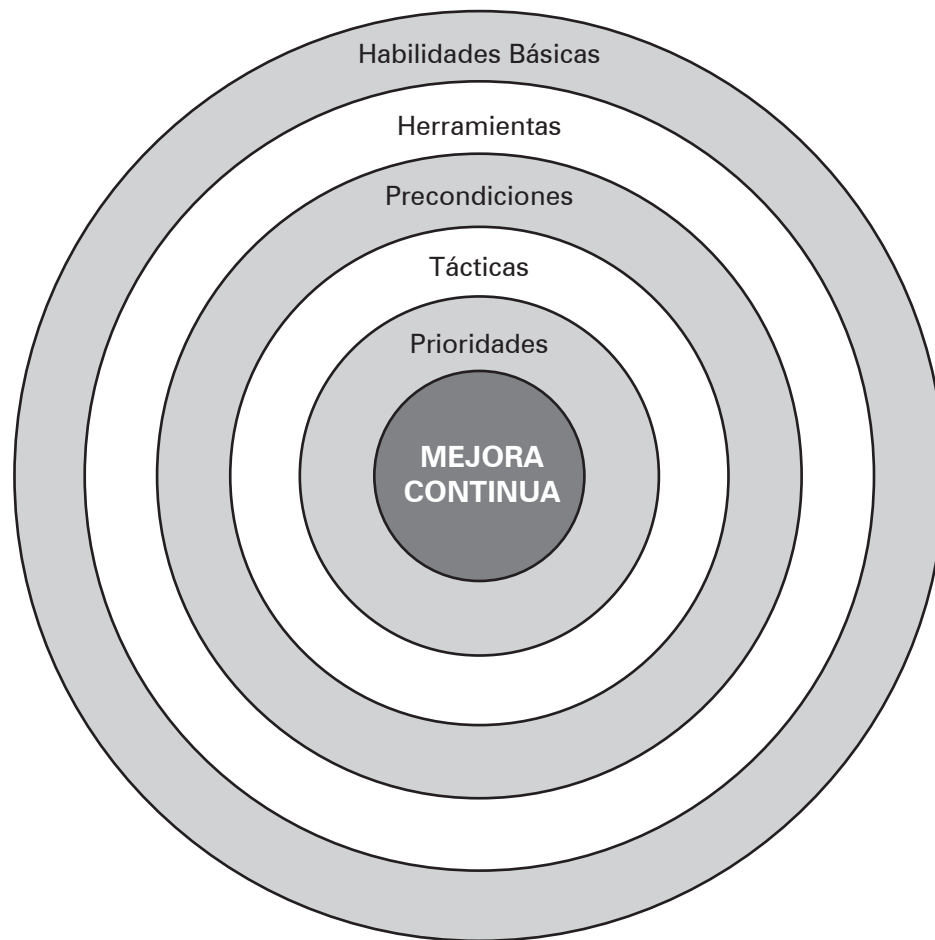 Habilidades Básicas
Herramientas
Precondiciones
Tácticas
Prioridades
MEJORA
CONTINUA